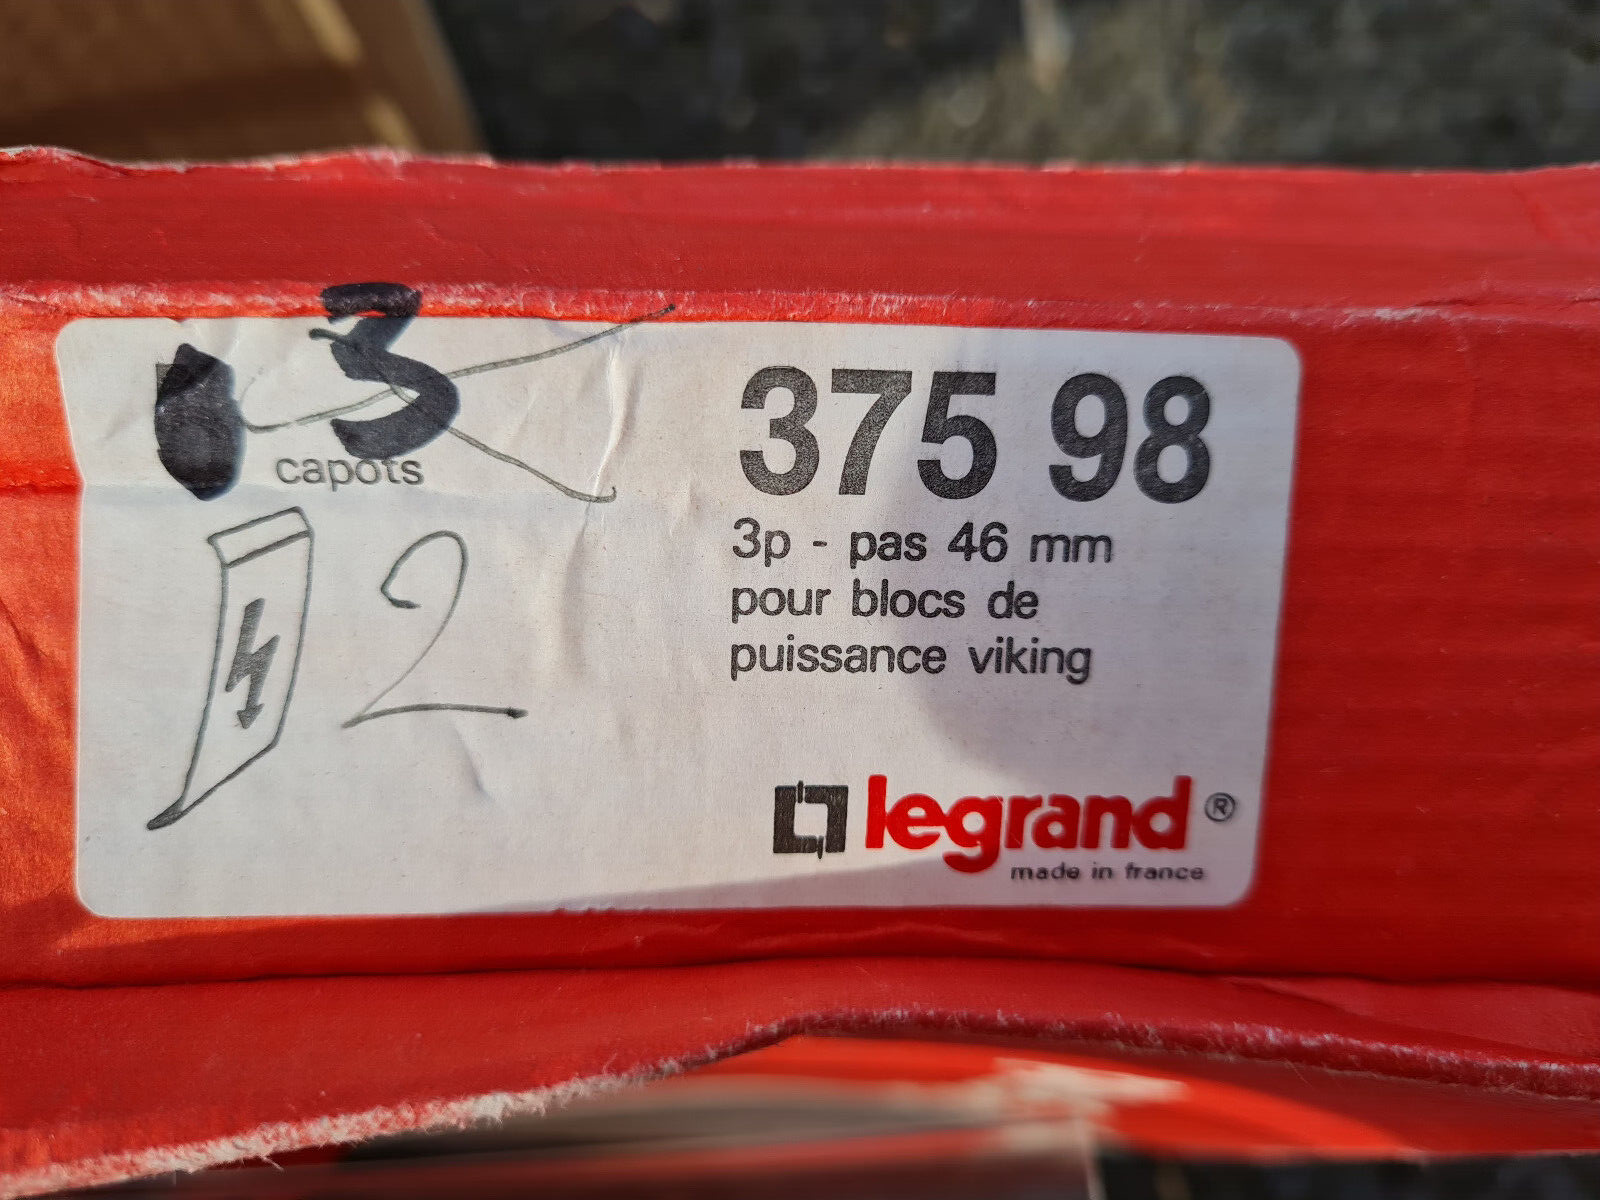 3
capots
2
375 98
3p - pas 46 mm
pour blocs de
puissance viking
legrand ®
made in france